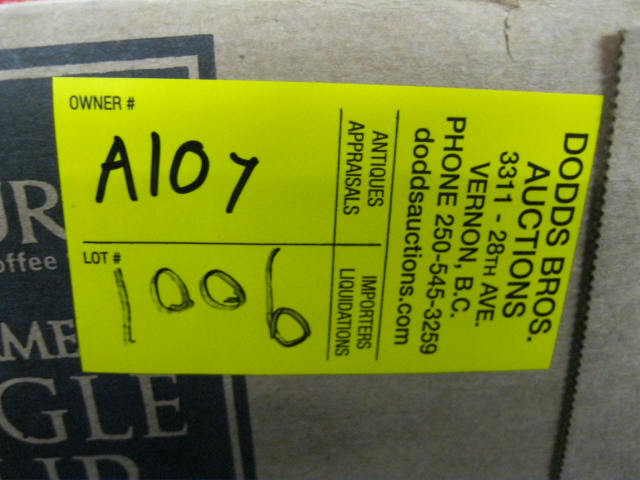 OWNER #
A107
LOT #
1006
ANTIQUES
APPRAISALS
IMPORTERS
LIQUIDATIONS
DODDS BROS.
AUCTIONS
3311 - 28TH AVE.
VERNON, B.C.
PHONE 250-545-3259
doddsauctions.com
UR
offee
ME
GLE